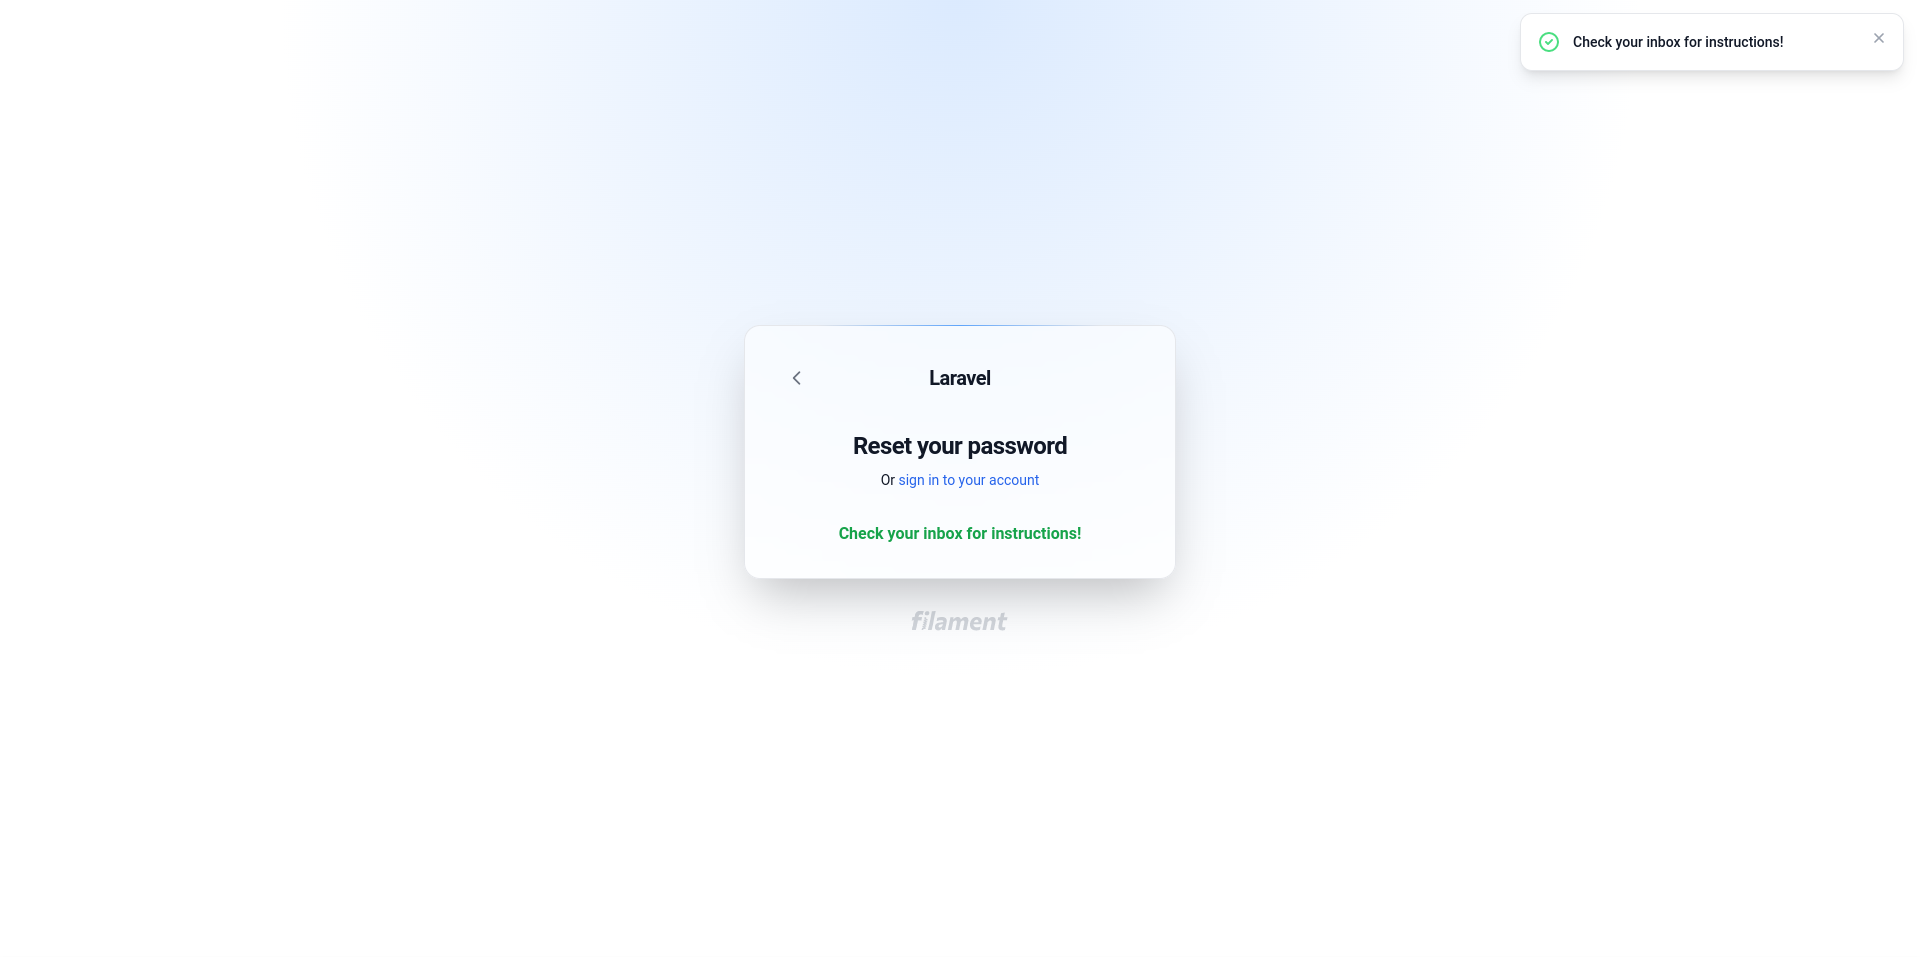 Check your inbox for instructions!
Laravel
Reset your password
Or sign in to your account
Check your inbox for instructions!
filament